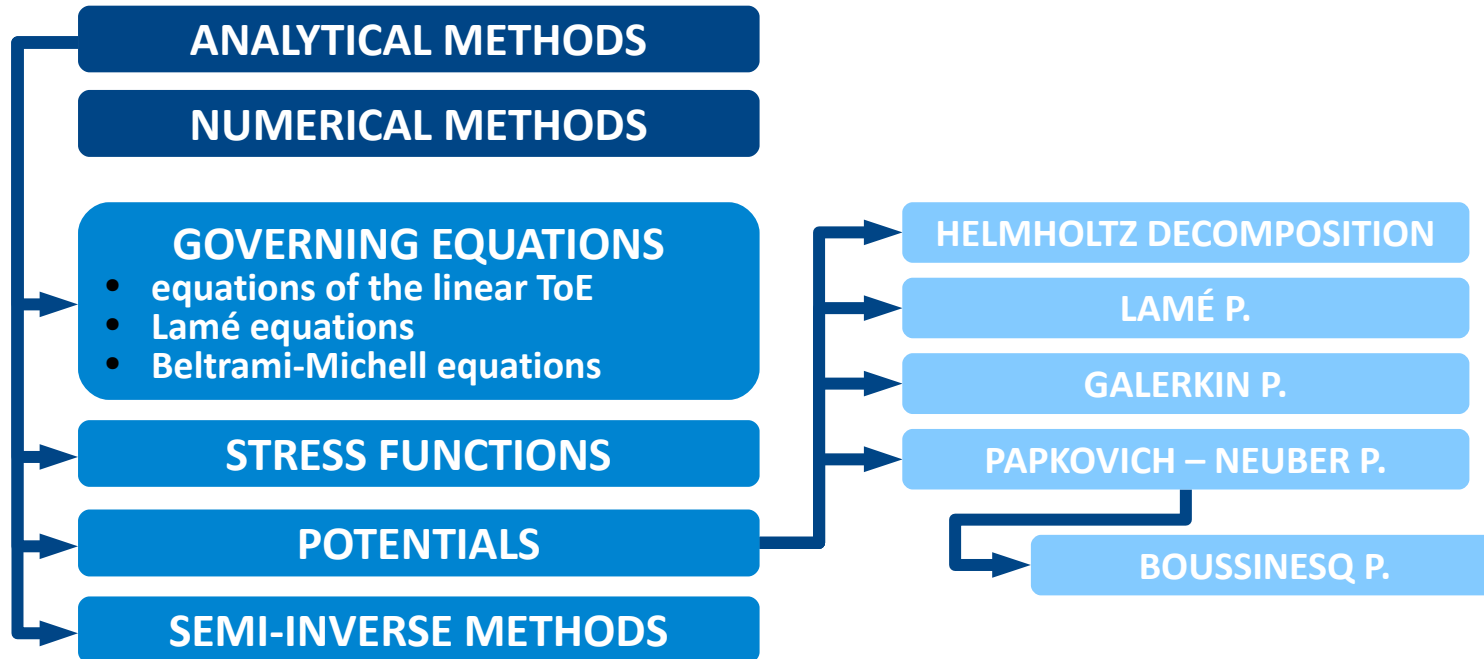 ANALYTICAL METHODS
NUMERICAL METHODS
GOVERNING EQUATIONS
• equations of the linear ToE
• Lamé equations
• Beltrami-Michell equations
STRESS FUNCTIONS
POTENTIALS
SEMI-INVERSE METHODS
HELMHOLTZ DECOMPOSITION
LAMÉ P.
GALERKIN P.
PAPKOVICH – NEUBER P.
BOUSSINESQ P.